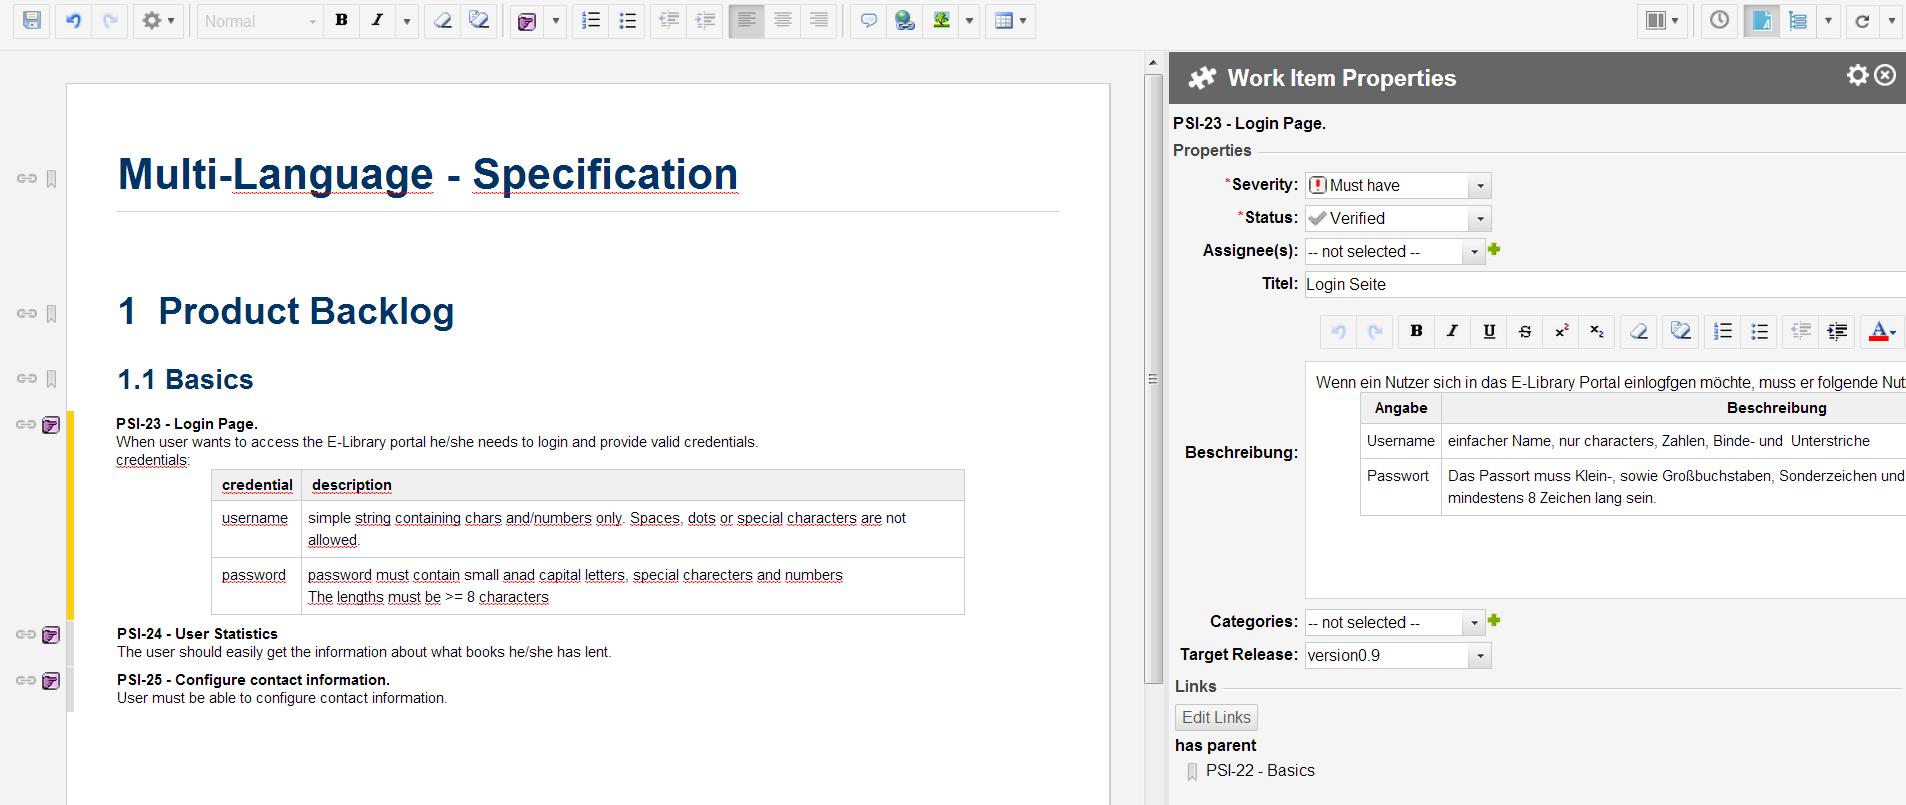 Normal
B I
Multi-Language - Specification
1 Product Backlog
1.1 Basics
PSI-23 - Login Page.
When user wants to access the E-Library portal he/she needs to login and provide valid credentials.
credentials:
credential description
username simple string containing chars and/numbers only. Spaces, dots or special characters are not
allowed.
password password must contain small anad capital letters, special charecters and numbers
The lengths must be >= 8 characters
PSI-24 - User Statistics
The user should easily get the information about what books he/she has lent.
PSI-25 - Configure contact information.
User must be able to configure contact information.
Work Item Properties
PSI-23 - Login Page.
Properties
*Severity: Must have
*Status: Verified
Assignee(s): -- not selected --
Titel: Login Seite
B I U S x² x₂ A
Beschreibung:
Wenn ein Nutzer sich in das E-Library Portal einlogfgen möchte, muss er folgende Nut
Angabe Beschreibung
Username einfacher Name, nur characters, Zahlen, Binde- und Unterstriche
Passwort Das Passort muss Klein-, sowie Großbuchstaben, Sonderzeichen und
mindestens 8 Zeichen lang sein.
Categories: -- not selected --
Target Release: version0.9
Links
Edit Links
has parent
PSI-22 - Basics